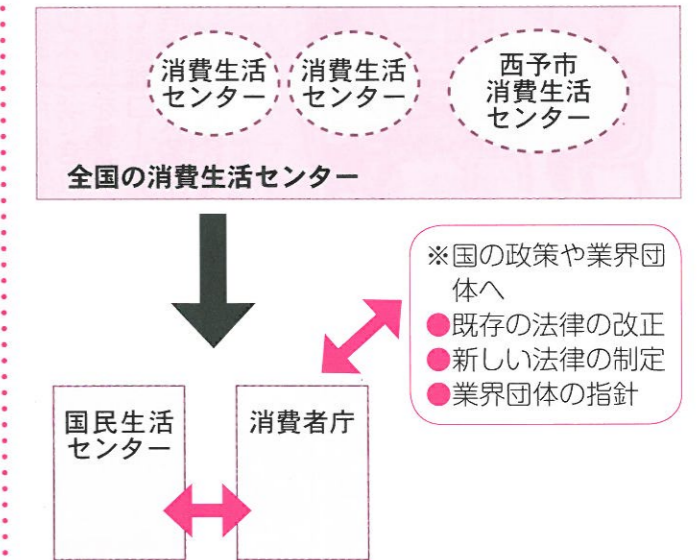 消費生活
センター
消費生活
センター
西予市
消費生活
センター
全国の消費生活センター
※国の政策や業界団
体へ
●既存の法律の改正
●新しい法律の制定
●業界団体の指針
国民生活
センター
消費者庁